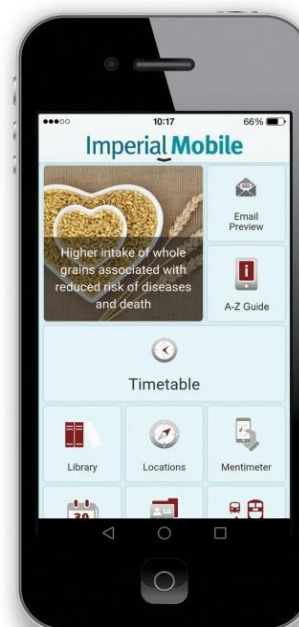 10:17
66%
Imperial Mobile
Higher intake of whole
grains associated with
reduced risk of diseases
and death
Email
Preview
A-Z Guide
Timetable
Library
Locations
Mentimeter
30